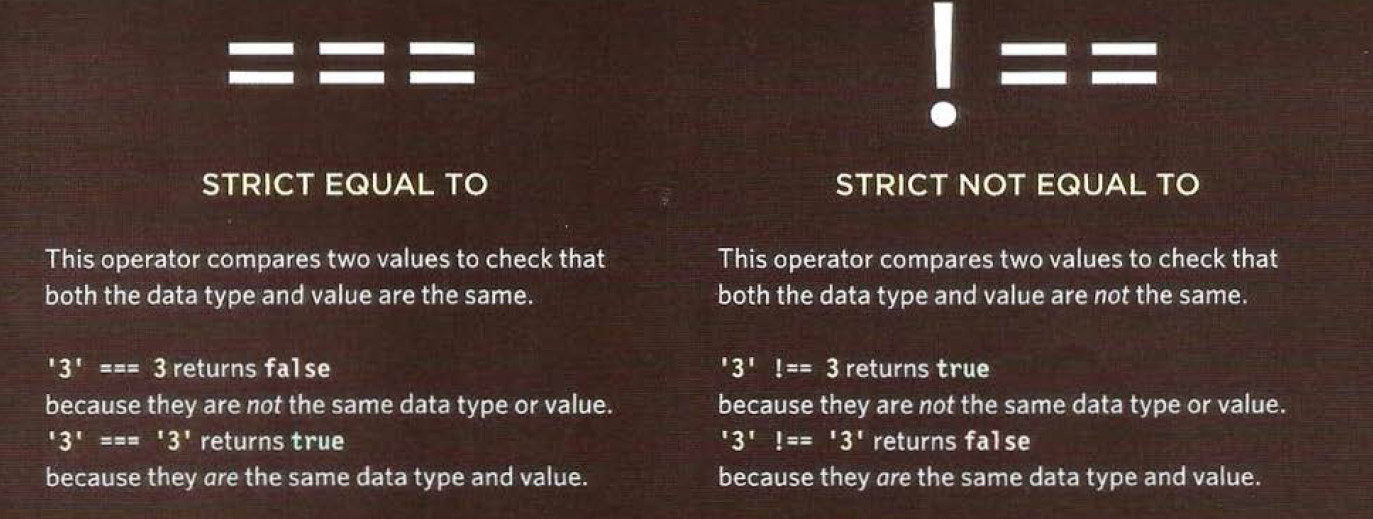 ===
STRICT EQUAL TO
This operator compares two values to check that
both the data type and value are the same.
'3' === 3 returns false
because they are not the same data type or value.
'3' === '3' returns true
because they are the same data type and value.
!==
STRICT NOT EQUAL TO
This operator compares two values to check that
both the data type and value are not the same.
'3' !== 3 returns true
because they are not the same data type or value.
'3' !== '3' returns false
because they are the same data type and value.